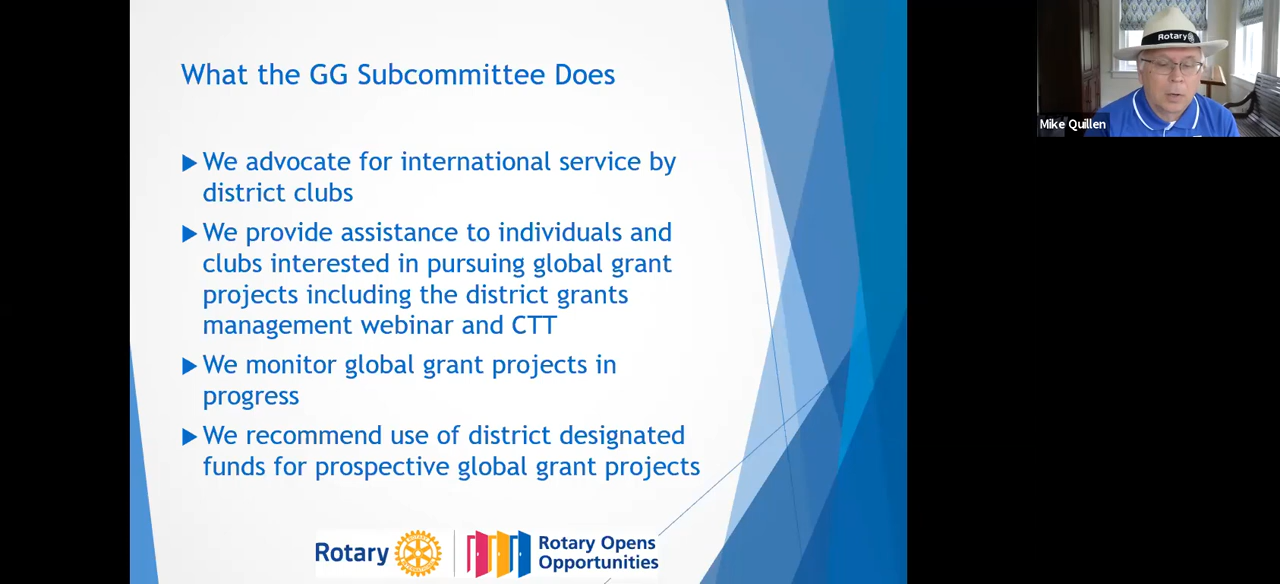 What the GG Subcommittee Does
We advocate for international service by
district clubs
We provide assistance to individuals and
clubs interested in pursuing global grant
projects including the district grants
management webinar and CTT
We monitor global grant projects in
progress
We recommend use of district designated
funds for prospective global grant projects
Rotary
Rotary Opens
Opportunities
Rotary
Mike Quillen